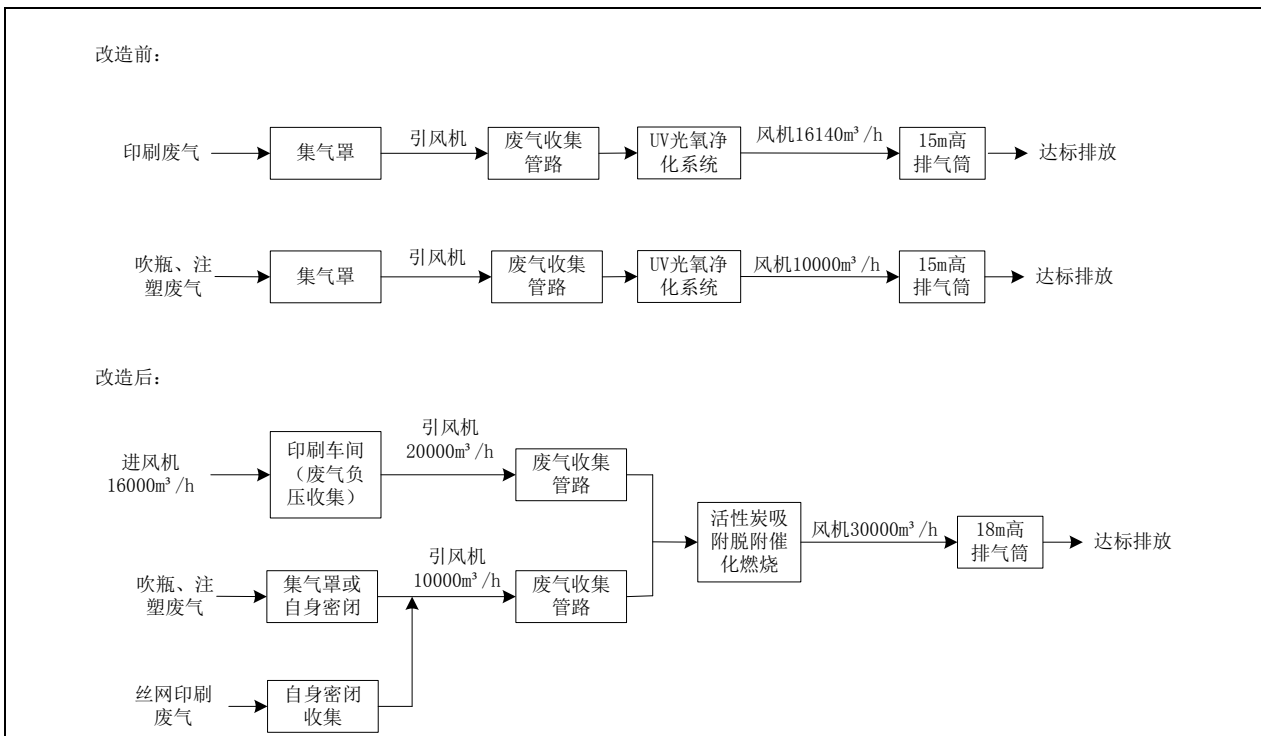 改造前：
印刷废气
集气罩
引风机
废气收集
管路
UV光氧净
化系统
风机16140m³/h
15m高
排气筒
达标排放
吹瓶、注
塑废气
集气罩
引风机
废气收集
管路
UV光氧净
化系统
风机10000m³/h
15m高
排气筒
达标排放
改造后：
进风机
16000m³/h
印刷车间
（废气负
压收集）
引风机
20000m³/h
废气收集
管路
吹瓶、注
塑废气
集气罩或
自身密闭
引风机
10000m³/h
废气收集
管路
丝网印刷
废气
自身密闭
收集
活性炭吸
附脱附催
化燃烧
风机30000m³/h
18m高
排气筒
达标排放